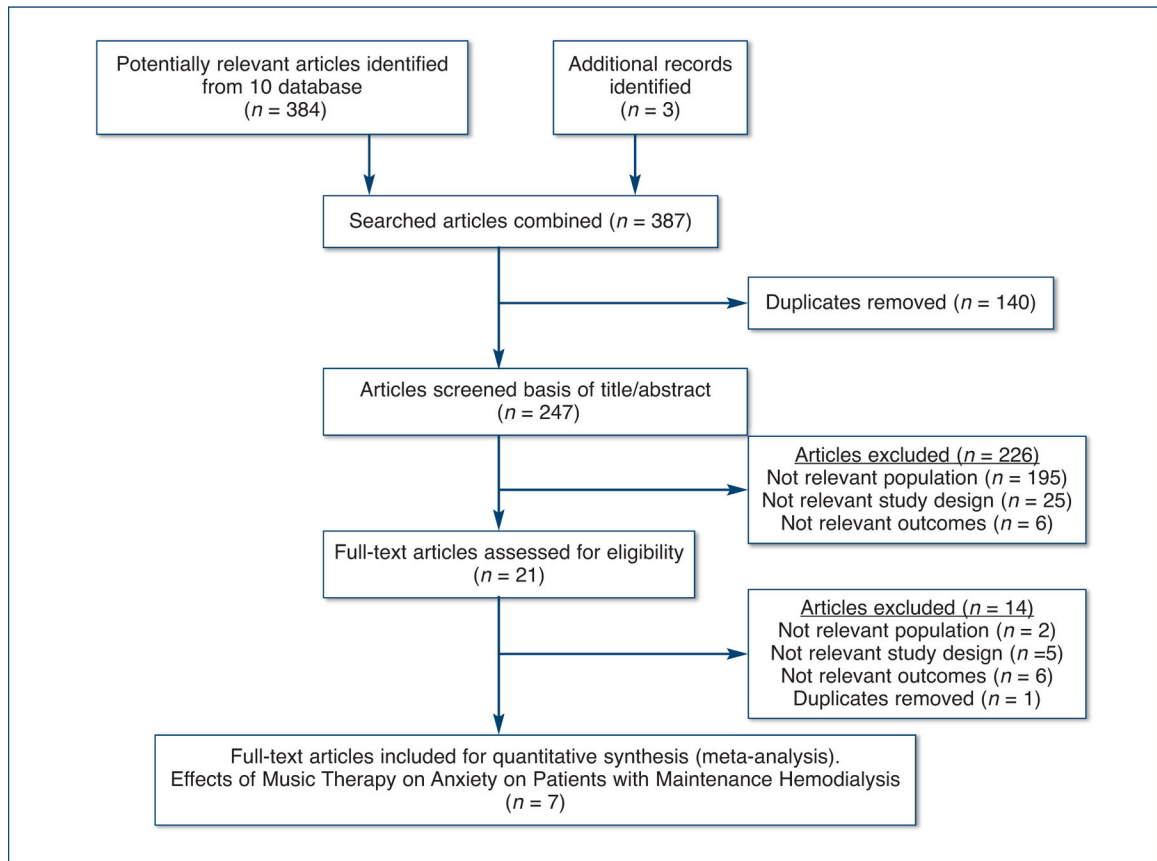 Potentially relevant articles identified
from 10 database
(n = 384)
Additional records
identified
(n = 3)
Searched articles combined (n = 387)
Duplicates removed (n = 140)
Articles screened basis of title/abstract
(n = 247)
Articles excluded (n = 226)
Not relevant population (n = 195)
Not relevant study design (n = 25)
Not relevant outcomes (n = 6)
Full-text articles assessed for eligibility
(n = 21)
Articles excluded (n = 14)
Not relevant population (n = 2)
Not relevant study design (n =5)
Not relevant outcomes (n = 6)
Duplicates removed (n = 1)
Full-text articles included for quantitative synthesis (meta-analysis).
Effects of Music Therapy on Anxiety on Patients with Maintenance Hemodialysis
(n = 7)